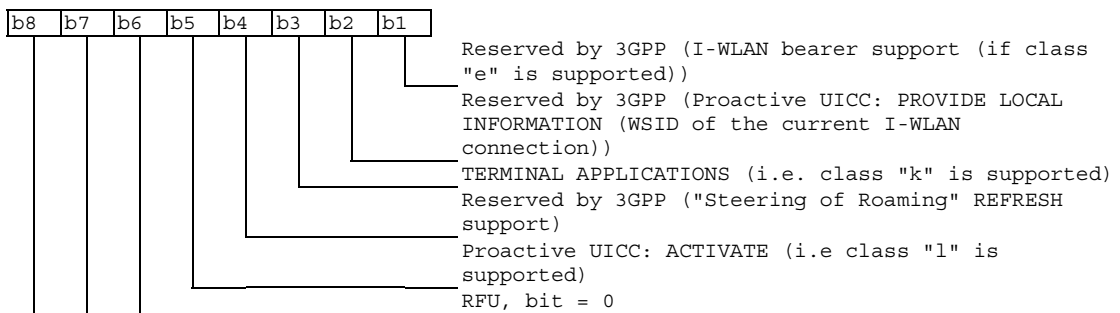 b8 b7 b6 b5 b4 b3 b2 b1
Reserved by 3GPP (I-WLAN bearer support (if class
"e" is supported))
Reserved by 3GPP (Proactive UICC: PROVIDE LOCAL
INFORMATION (WSID of the current I-WLAN
connection))
TERMINAL APPLICATIONS (i.e. class "k" is supported)
Reserved by 3GPP ("Steering of Roaming" REFRESH
support)
Proactive UICC: ACTIVATE (i.e class "l" is
supported)
RFU, bit = 0